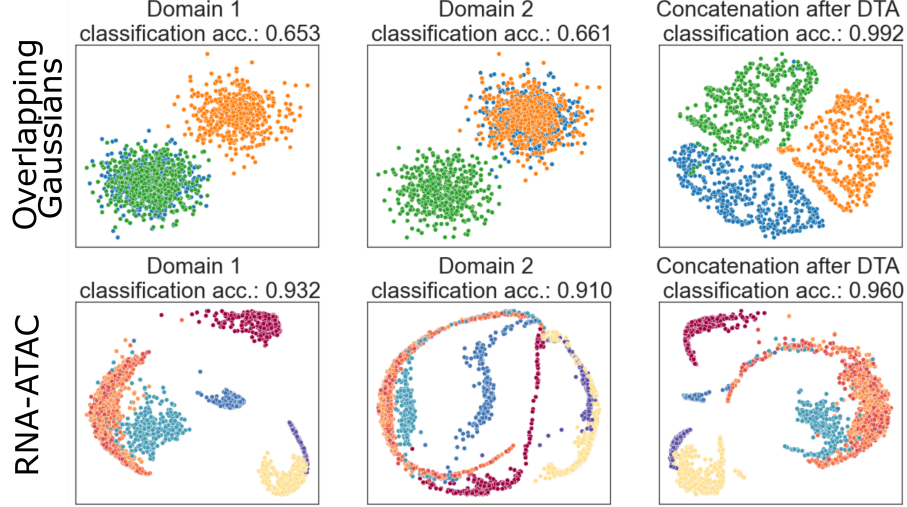 Overlapping
Gaussians
Domain 1
classification acc.: 0.653
Domain 2
classification acc.: 0.661
Concatenation after DTA
classification acc.: 0.992
RNA-ATAC
Domain 1
classification acc.: 0.932
Domain 2
classification acc.: 0.910
Concatenation after DTA
classification acc.: 0.960